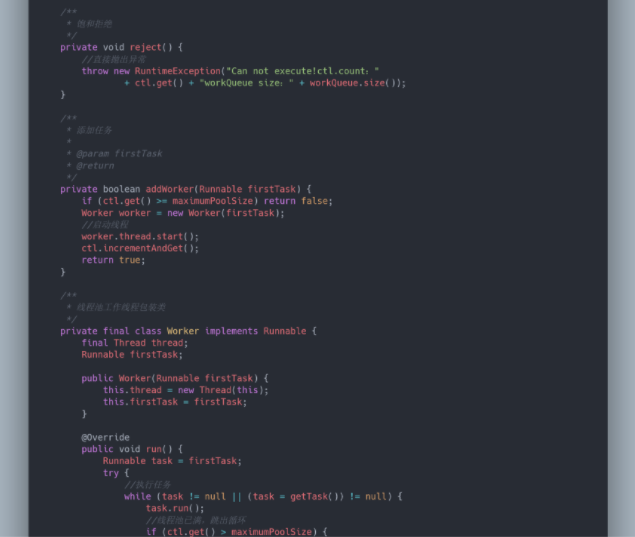 /**
* 饱和拒绝
*/
private void reject() {
//直接抛出异常
throw new RuntimeException("Can not execute!ctl.count："
+ ctl.get() + "workQueue size：" + workQueue.size());
}
/**
* 添加任务
*
* @param firstTask
* @return
*/
private boolean addWorker(Runnable firstTask) {
if (ctl.get() >= maximumPoolSize) return false;
Worker worker = new Worker(firstTask);
//启动线程
worker.thread.start();
ctl.incrementAndGet();
return true;
}
/**
* 线程池工作线程包装类
*/
private final class Worker implements Runnable {
final Thread thread;
Runnable firstTask;
public Worker(Runnable firstTask) {
this.thread = new Thread(this);
this.firstTask = firstTask;
}
@Override
public void run() {
Runnable task = firstTask;
try {
//执行任务
while (task != null || (task = getTask()) != null) {
task.run();
//线程池已满，跳出循环
if (ctl.get() > maximumPoolSize) {